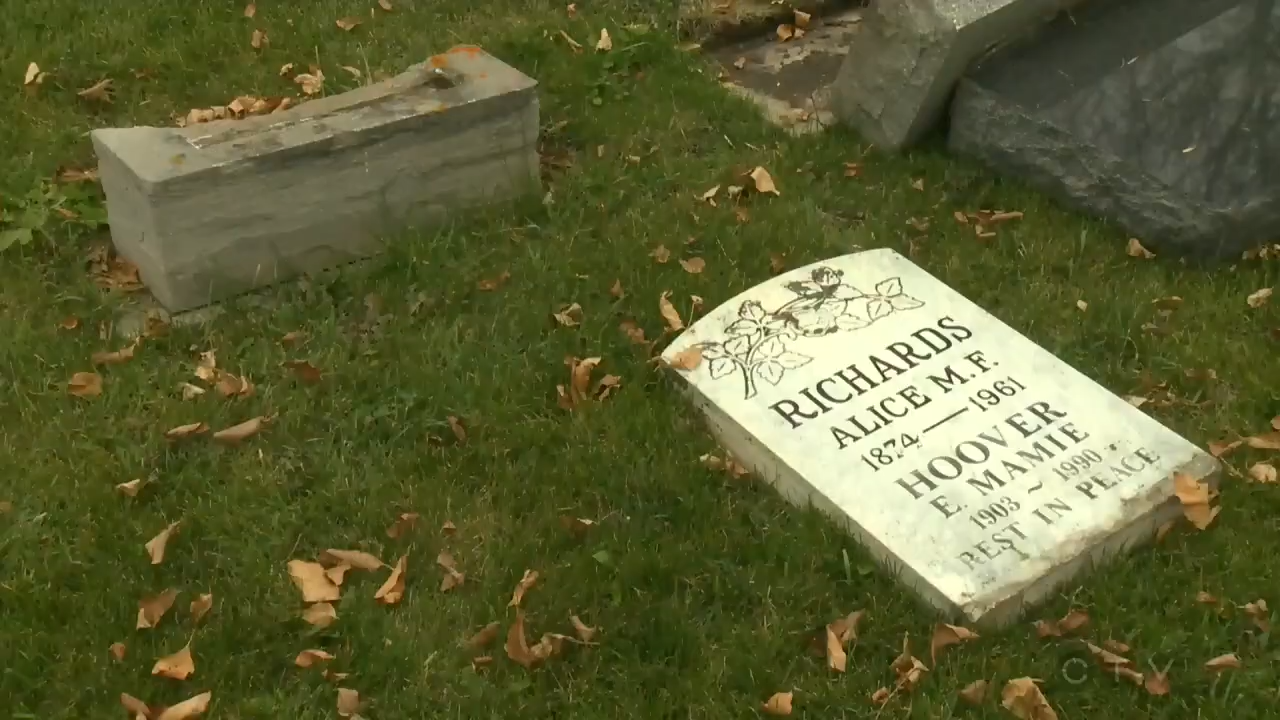 RICHARDS
ALICE M.F.
1874—1961
HOOVER
E. MAMIE
1903 ~ 1990
REST IN PEACE
CTV